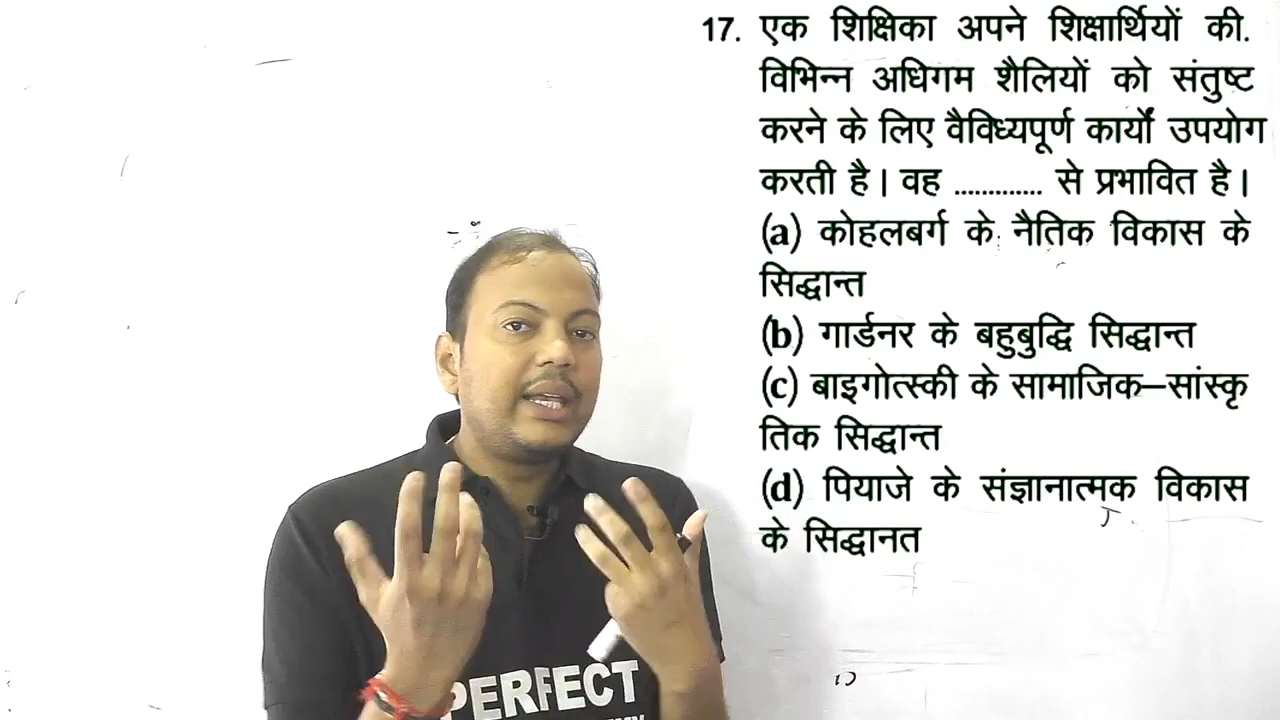 17. एक शिक्षिका अपने शिक्षार्थियों की.
विभिन्न अधिगम शैलियों को संतुष्ट
करने के लिए वैविध्यपूर्ण कार्यों उपयोग
करती है। वह ............. से प्रभावित है।
(a) कोहलबर्ग के नैतिक विकास के
सिद्धान्त
(b) गार्डनर के बहुबुद्धि सिद्धान्त
(c) बाइगोत्स्की के सामाजिक–सांस्कृ
तिक सिद्धान्त
(d) पियाजे के संज्ञानात्मक विकास
के सिद्धानत
PERFECT